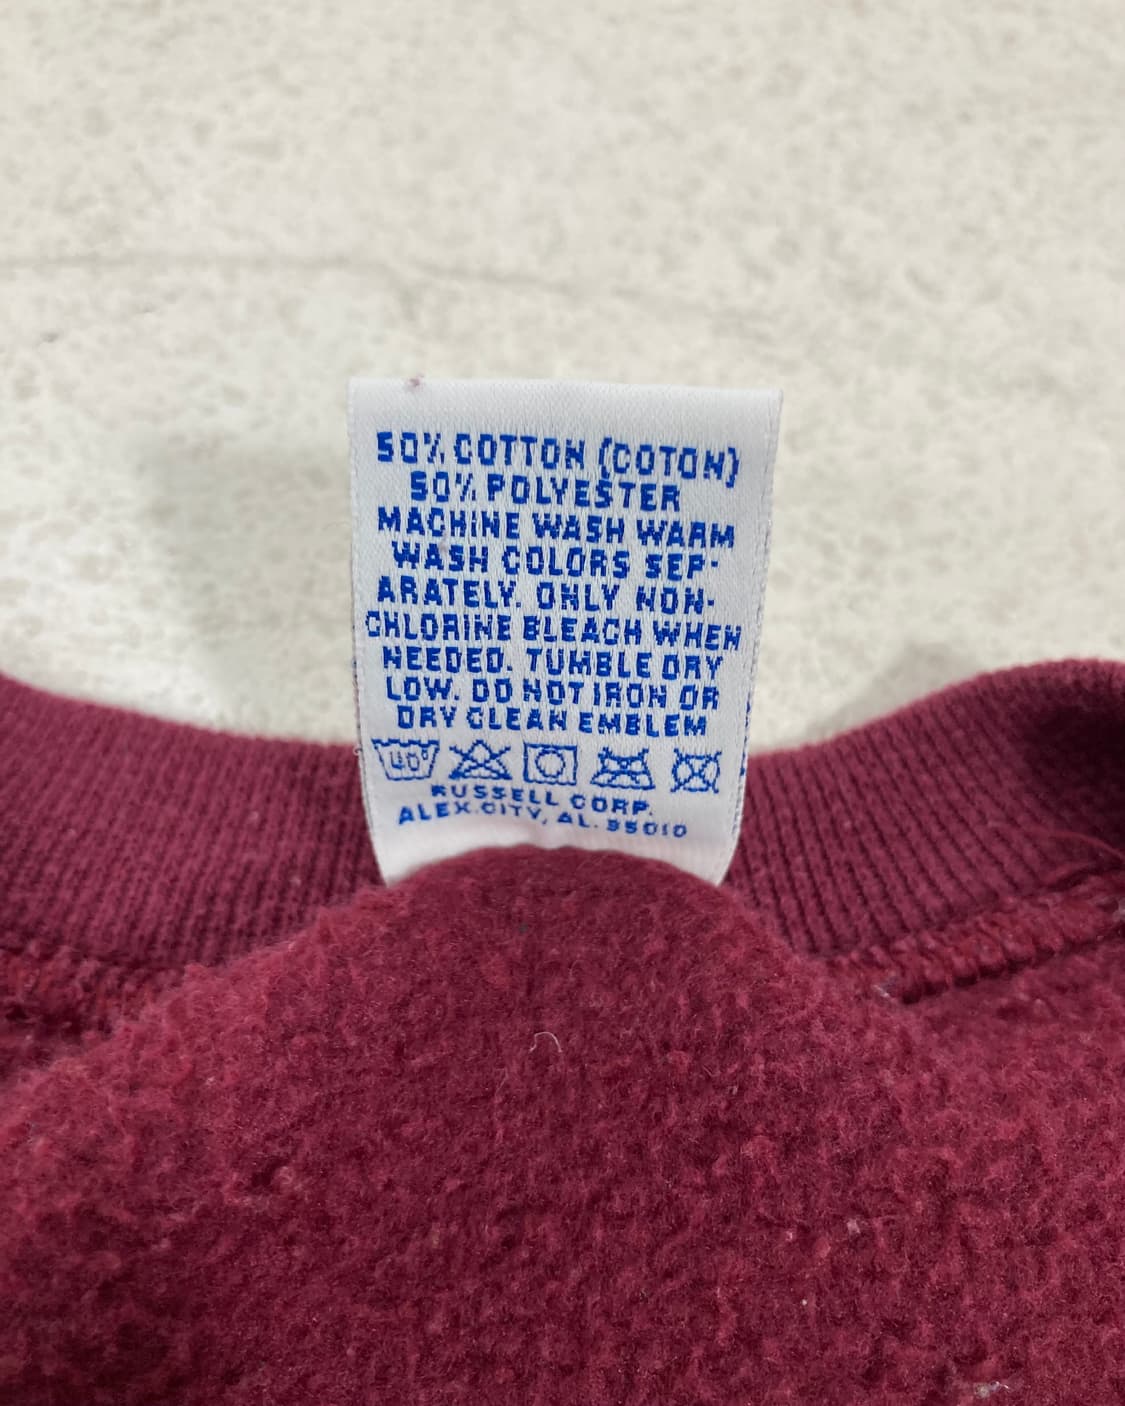 50% COTTON (COTON)
50% POLYESTER
MACHINE WASH WARM
WASH COLORS SEP-
ARATELY. ONLY NON-
CHLORINE BLEACH WHEN
NEEDED. TUMBLE DRY
LOW. DO NOT IRON OR
DRY CLEAN EMBLEM
40°
RUSSELL CORP.
ALEX.CITY, AL. 35010